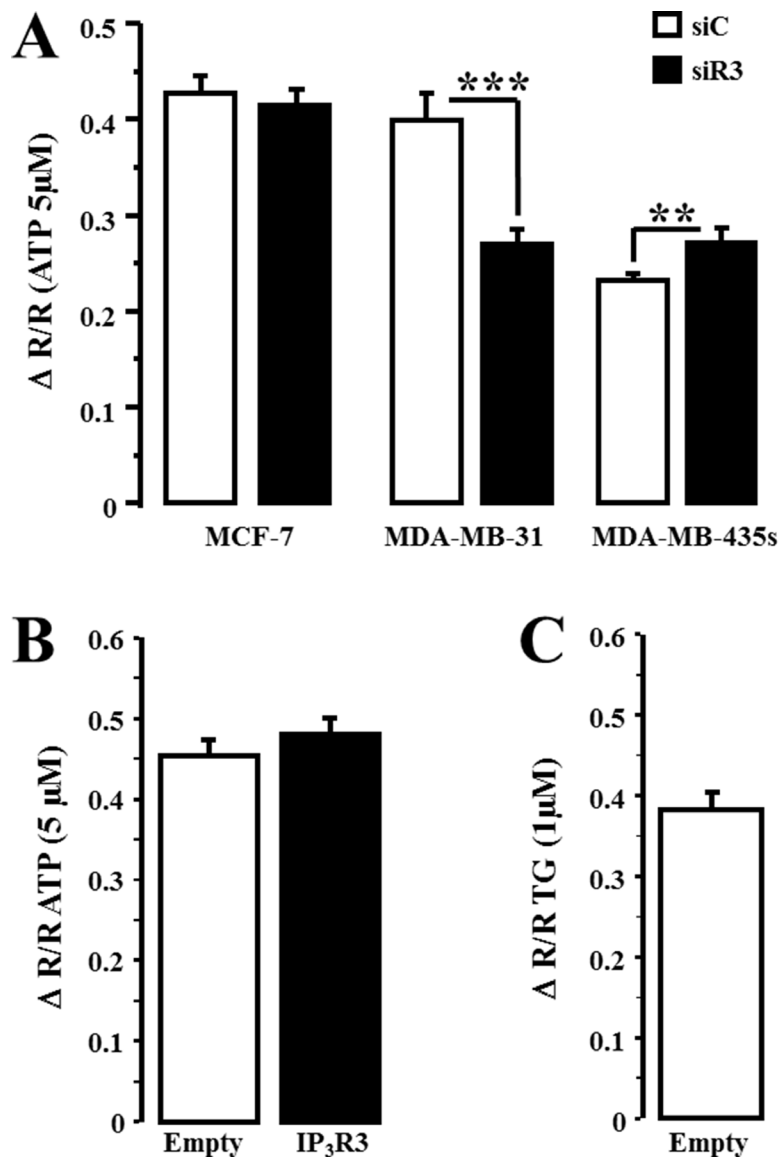 A
siC
siR3
Δ R/R (ATP 5μM)
0.5
0.4
0.3
0.2
0.1
0
***
**
MCF-7
MDA-MB-31
MDA-MB-435s
B
Δ R/R ATP (5 μM)
0.6
0.5
0.4
0.3
0.2
0.1
0
Empty
IP₃R3
C
Δ R/R TG (1μM)
0.6
0.5
0.4
0.3
0.2
0.1
0
Empty